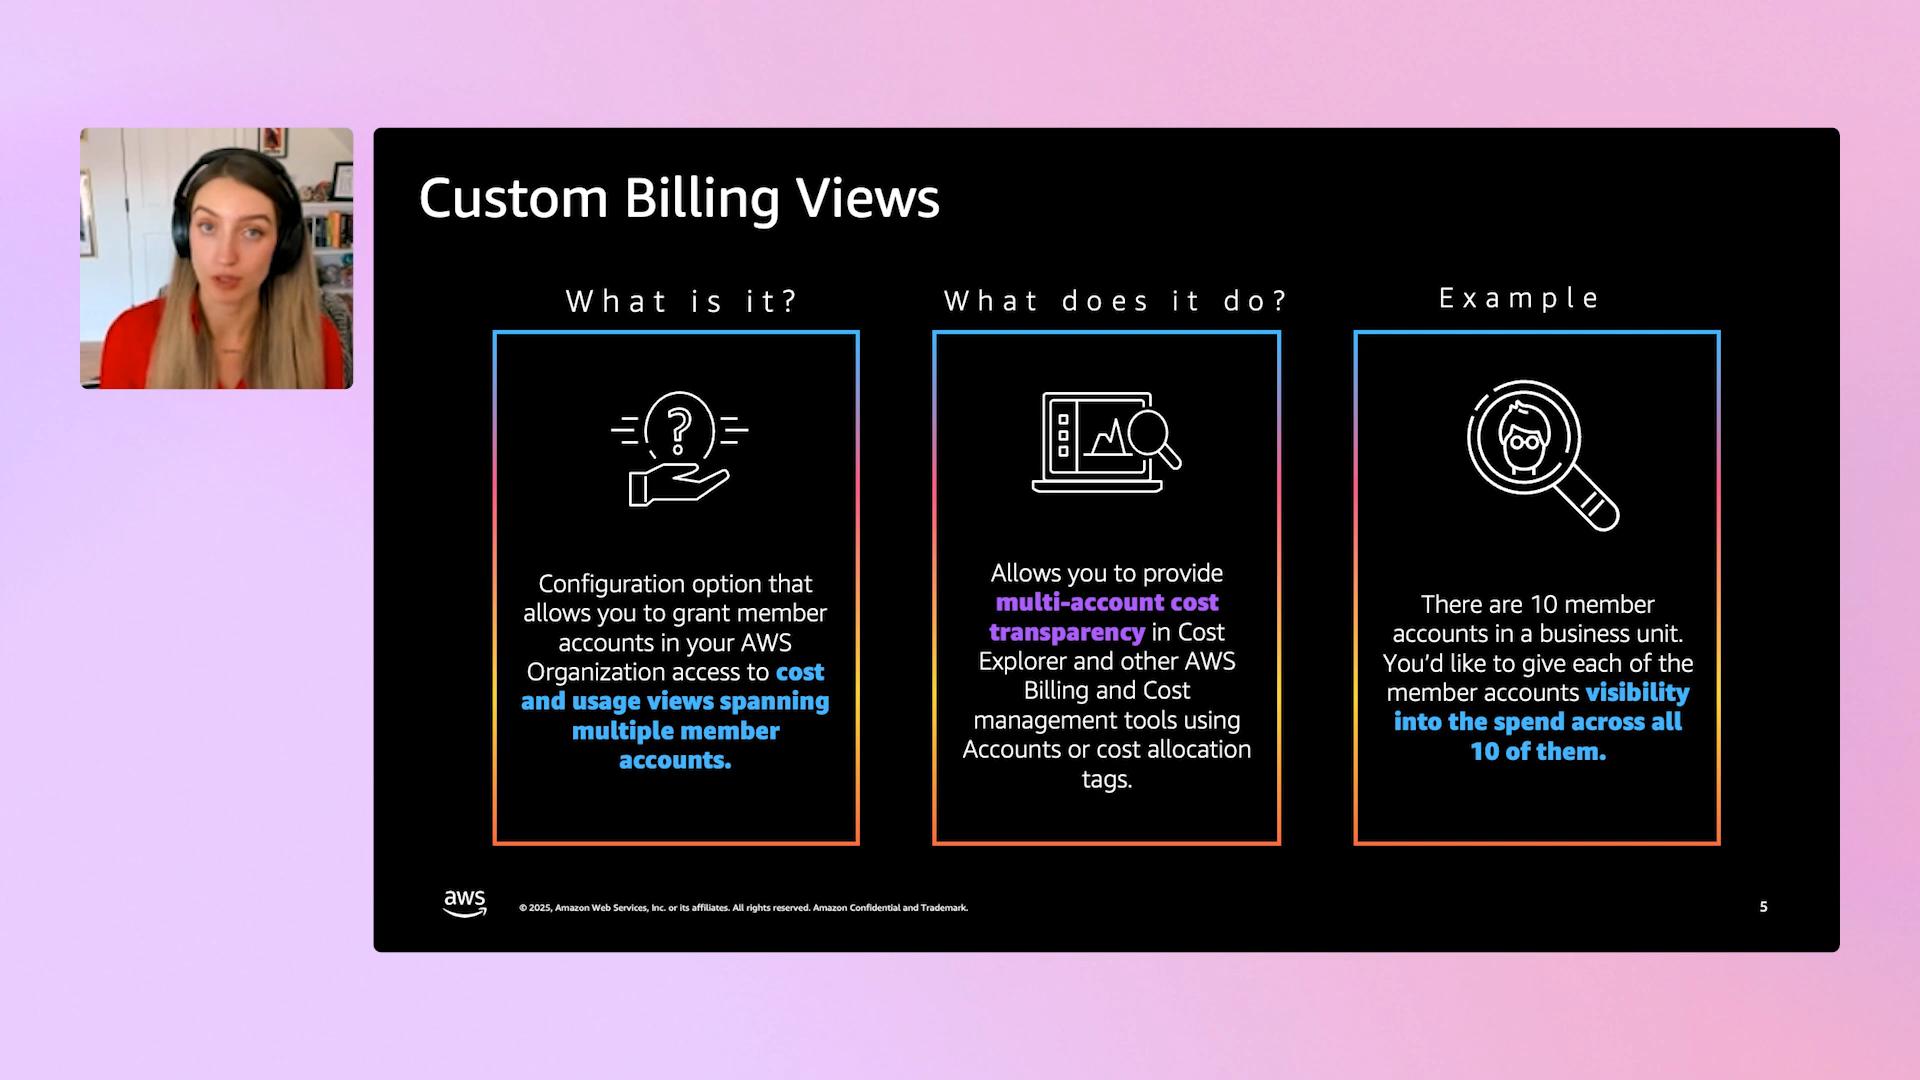 Custom Billing Views
What is it?
?
Configuration option that
allows you to grant member
accounts in your AWS
Organization access to cost
and usage views spanning
multiple member
accounts.
What does it do?
Allows you to provide
multi-account cost
transparency in Cost
Explorer and other AWS
Billing and Cost
management tools using
Accounts or cost allocation
tags.
Example
There are 10 member
accounts in a business unit.
You'd like to give each of the
member accounts visibility
into the spend across all
10 of them.
aws
© 2025, Amazon Web Services, Inc. or its affiliates. All rights reserved. Amazon Confidential and Trademark.
5